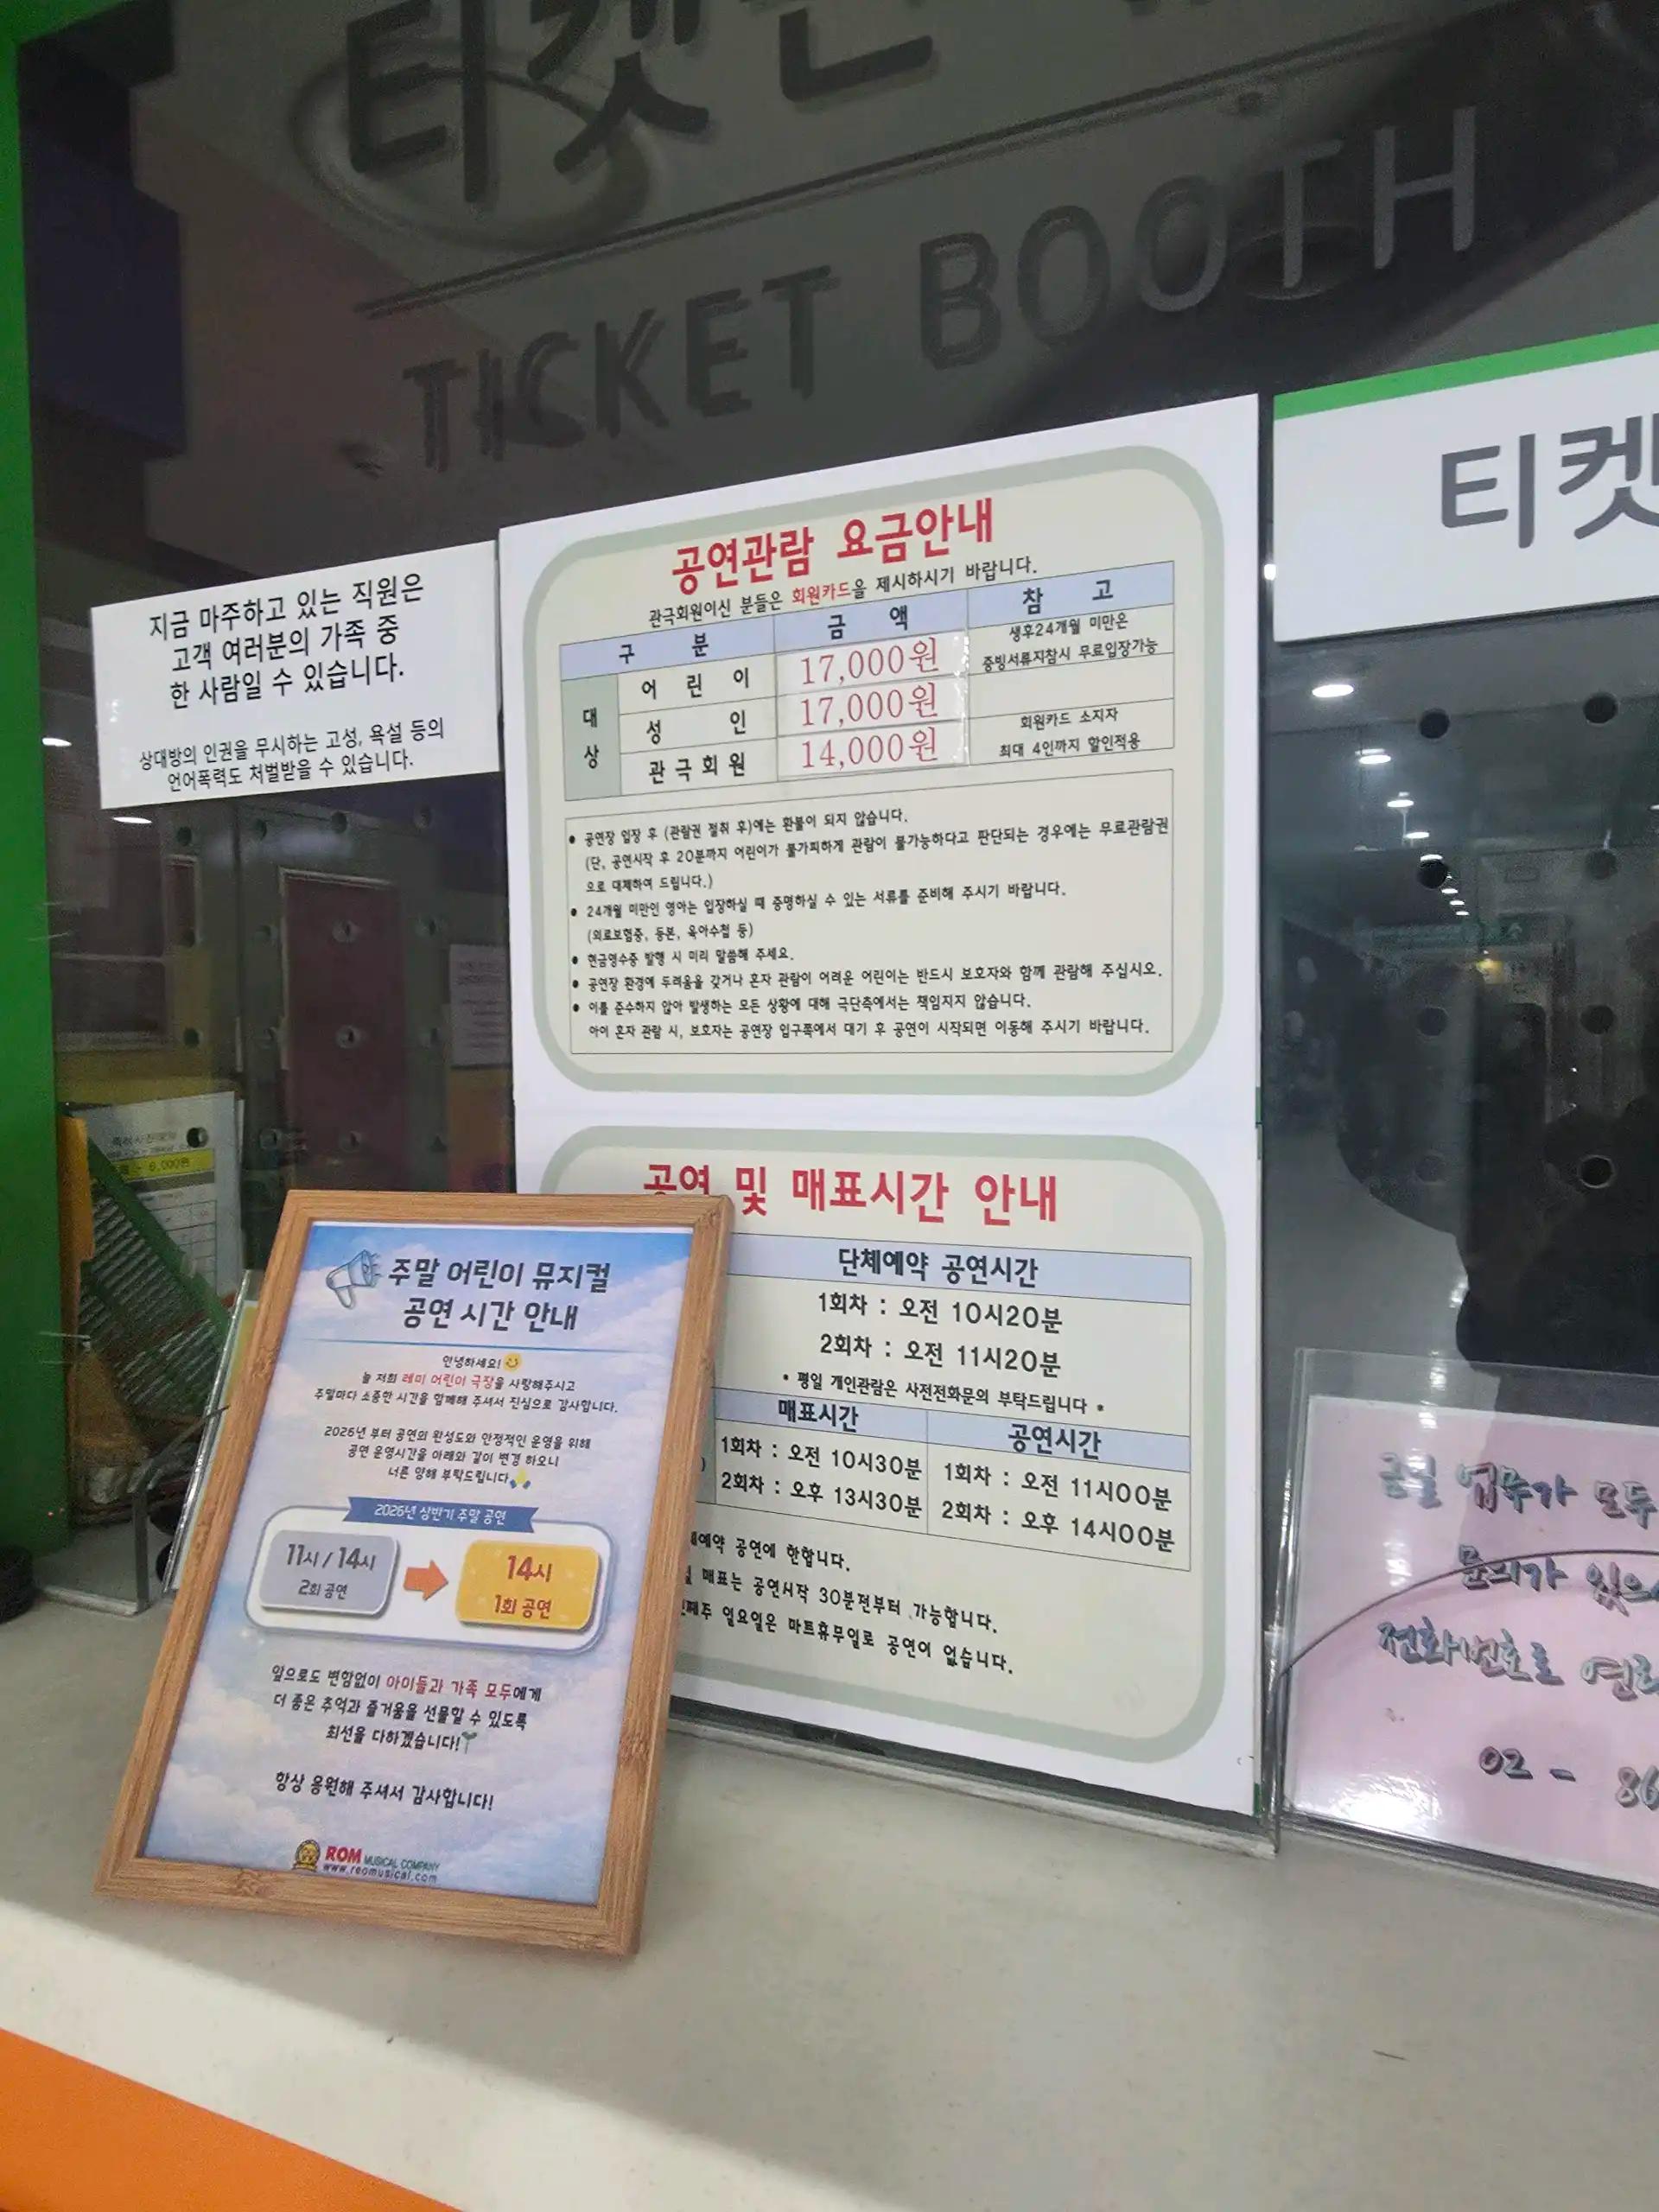 티켓
TICKET BOOTH
티켓
지금 마주하고 있는 직원은
고객 여러분의 가족 중
한 사람일 수 있습니다.
상대방의 인권을 무시하는 고성, 욕설 등의
언어폭력도 처벌받을 수 있습니다.
공연관람 요금안내
관극회원이신 분들은 회원카드을 제시하시기 바랍니다.
구 분 금 액 참 고
대상
어 린 이 17,000원 생후24개월 미만은
증빙서류지참시 무료입장가능
성 인 17,000원
관극회원 14,000원 회원카드 소지자
최대 4인까지 할인적용
• 공연장 입장 후 (관람권 절취 후)에는 환불이 되지 않습니다.
(단, 공연시작 후 20분까지 어린이가 불가피하게 관람이 불가능하다고 판단되는 경우에는 무료관람권
으로 대체하여 드립니다.)
• 24개월 미만인 영아는 입장하실 때 증명하실 수 있는 서류를 준비해 주시기 바랍니다.
(의료보험증, 등본, 육아수첩 등)
• 현금영수증 발행 시 미리 말씀해 주세요.
• 공연장 환경에 두려움을 갖거나 혼자 관람이 어려운 어린이는 반드시 보호자와 함께 관람해 주십시오.
• 이를 준수하지 않아 발생하는 모든 상황에 대해 극단측에서는 책임지지 않습니다.
아이 혼자 관람 시, 보호자는 공연장 입구쪽에서 대기 후 공연이 시작되면 이동해 주시기 바랍니다.
공연 및 매표시간 안내
단체예약 공연시간
1회차 : 오전 10시20분
2회차 : 오전 11시20분
* 평일 개인관람은 사전전화문의 부탁드립니다 *
매표시간 공연시간
1회차 : 오전 10시30분 1회차 : 오전 11시00분
2회차 : 오후 13시30분 2회차 : 오후 14시00분
예약 공연에 한합니다.
매표는 공연시작 30분전부터 가능합니다.
째주 일요일은 마트휴무일로 공연이 없습니다.
주말 어린이 뮤지컬
공연 시간 안내
안녕하세요!
늘 저희 레미 어린이 극장을 사랑해주시고
주말마다 소중한 시간을 함께해 주셔서 진심으로 감사합니다.
2026년 부터 공연의 완성도와 안정적인 운영을 위해
공연 운영시간을 아래와 같이 변경 하오니
너른 양해 부탁드립니다
2026년 상반기 주말 공연
11시 / 14시
2회 공연
14시
1회 공연
앞으로도 변함없이 아이들과 가족 모두에게
더 좋은 추억과 즐거움을 선물할 수 있도록
최선을 다하겠습니다!
항상 응원해 주셔서 감사합니다!
ROM MUSICAL COMPANY
www.reomusical.com
금일 업무가 모두
문의가 있으
전화번호로 연
02 - 86